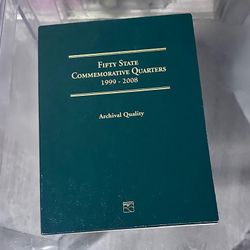 Fifty State
Commemorative Quarters
1999 - 2008
Archival Quality